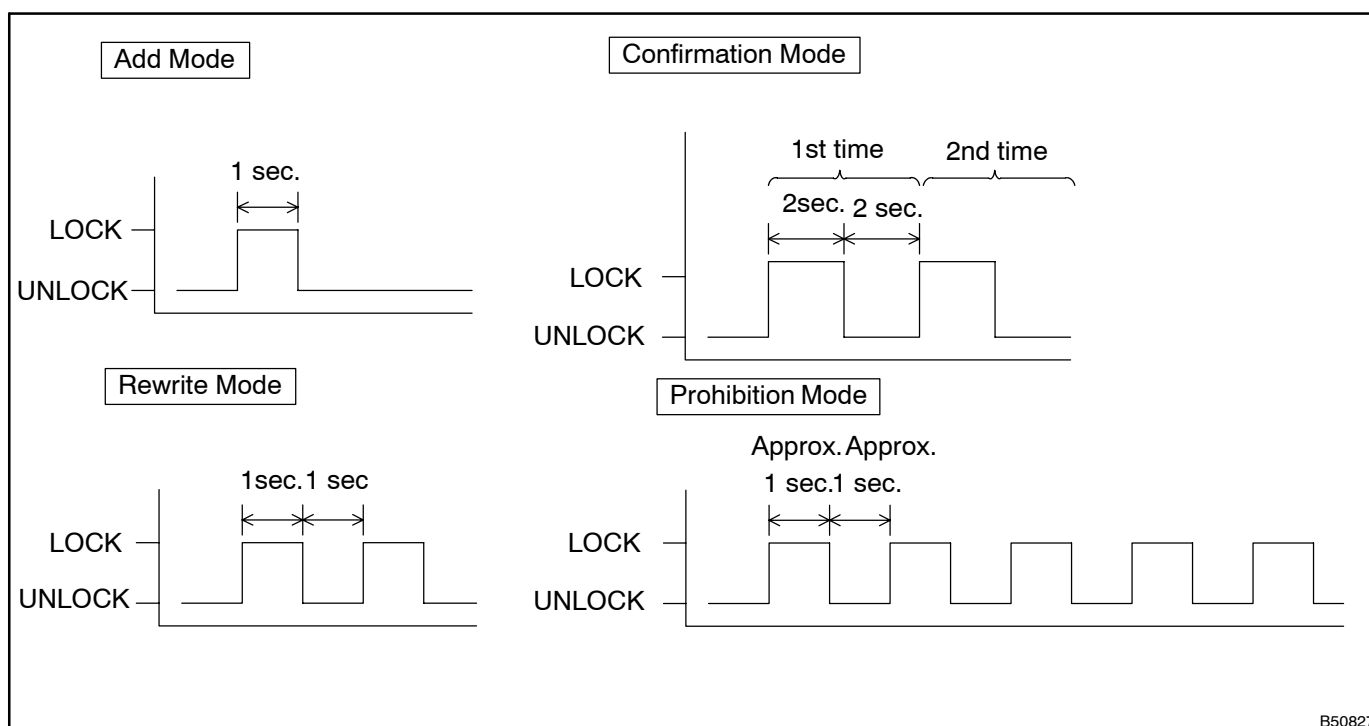 Add Mode
1 sec.
LOCK
UNLOCK
Confirmation Mode
1st time 2nd time
2sec. 2 sec.
LOCK
UNLOCK
Rewrite Mode
1sec. 1 sec
LOCK
UNLOCK
Prohibition Mode
Approx. Approx.
1 sec. 1 sec.
LOCK
UNLOCK
B50827